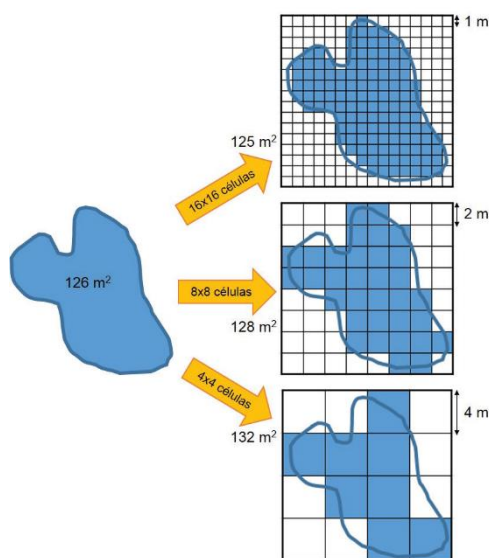 1 m
125 m²
16x16 células
2 m
126 m²
8x8 células
128 m²
4x4 células
4 m
132 m²